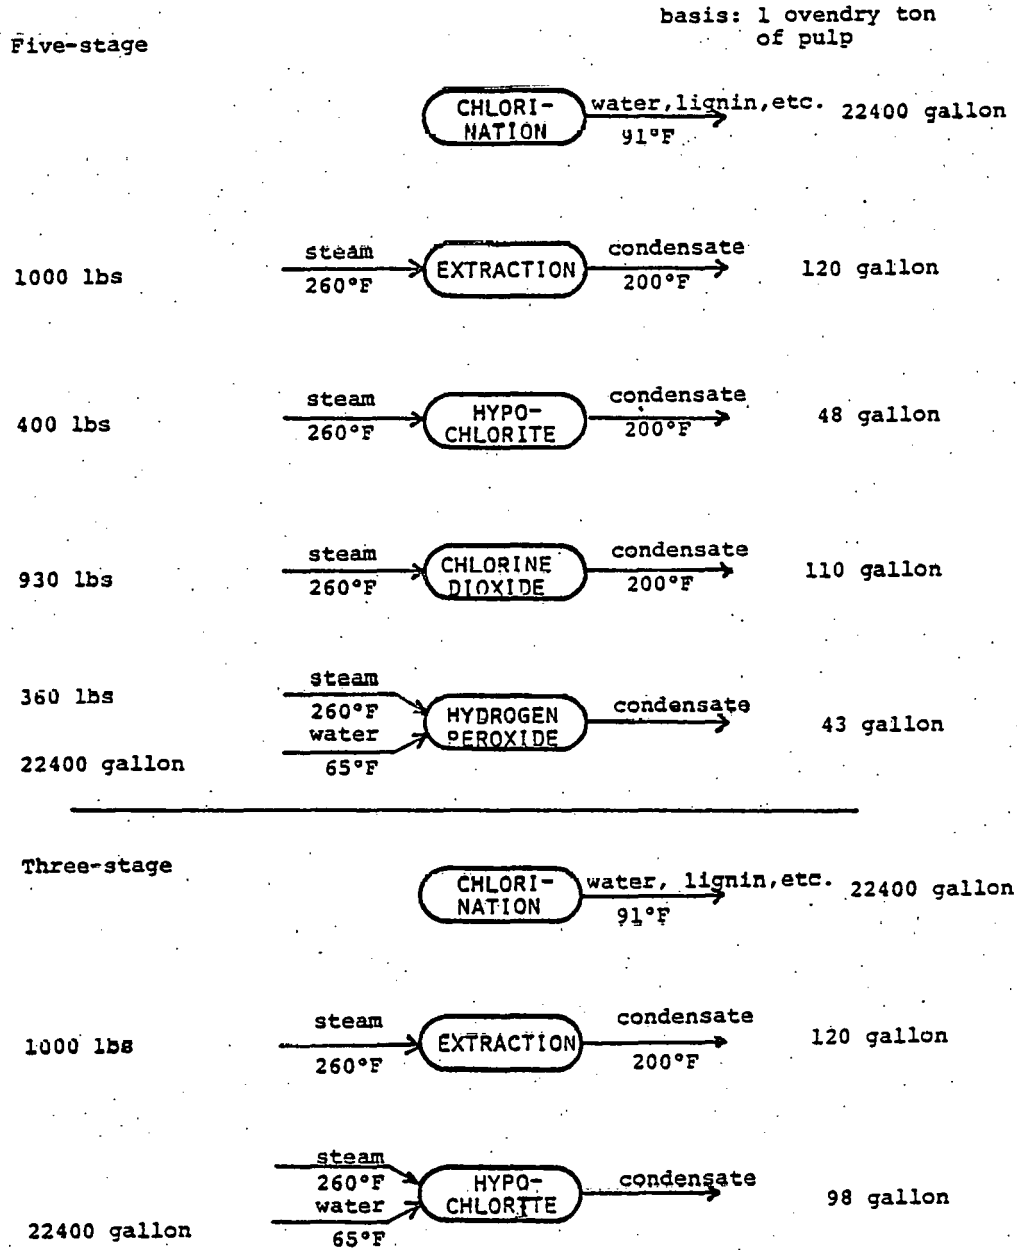 basis: 1 ovendry ton
of pulp
Five-stage
CHLORI-
NATION
water,lignin,etc.
91°F
22400 gallon
1000 lbs
steam
260°F
EXTRACTION
condensate
200°F
120 gallon
400 lbs
steam
260°F
HYPO-
CHLORITE
condensate
200°F
48 gallon
930 lbs
steam
260°F
CHLORINE
DIOXIDE
condensate
200°F
110 gallon
360 lbs
steam
260°F
water
65°F
22400 gallon
HYDROGEN
PEROXIDE
condensate
43 gallon
Three-stage
CHLORI-
NATION
water, lignin,etc.
91°F
22400 gallon
1000 lbs
steam
260°F
EXTRACTION
condensate
200°F
120 gallon
steam
260°F
water
65°F
22400 gallon
HYPO-
CHLORITE
condensate
98 gallon